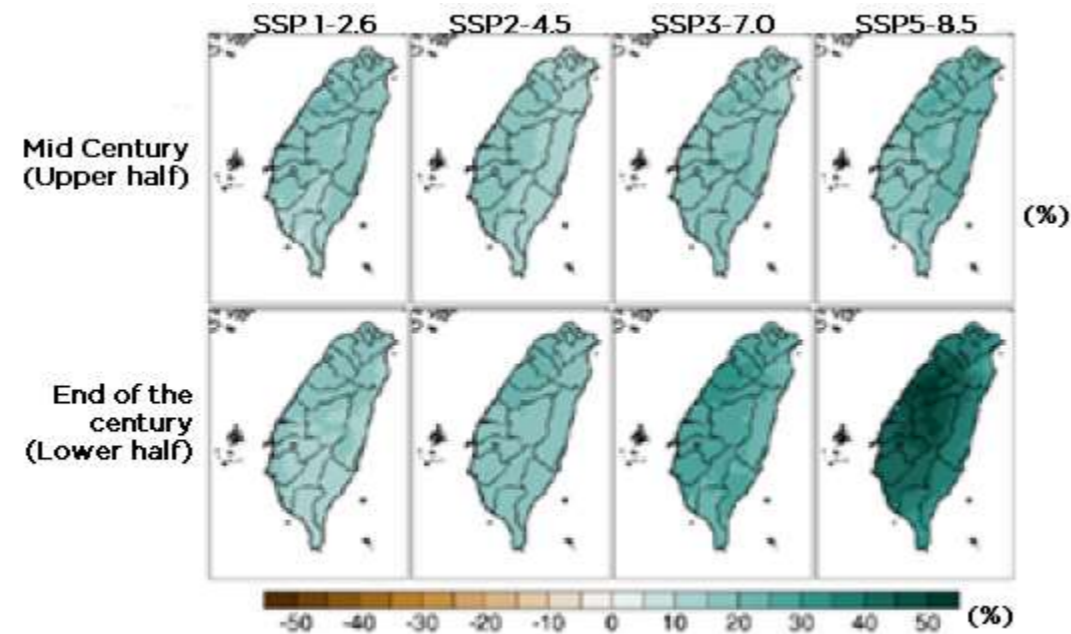 SSP 1-2.6 SSP2-4.5 SSP3-7.0 SSP5-8.5
Mid Century
(Upper half)
(%)
End of the
century
(Lower half)
-50 -40 -30 -20 -10 0 10 20 30 40 50 (%)